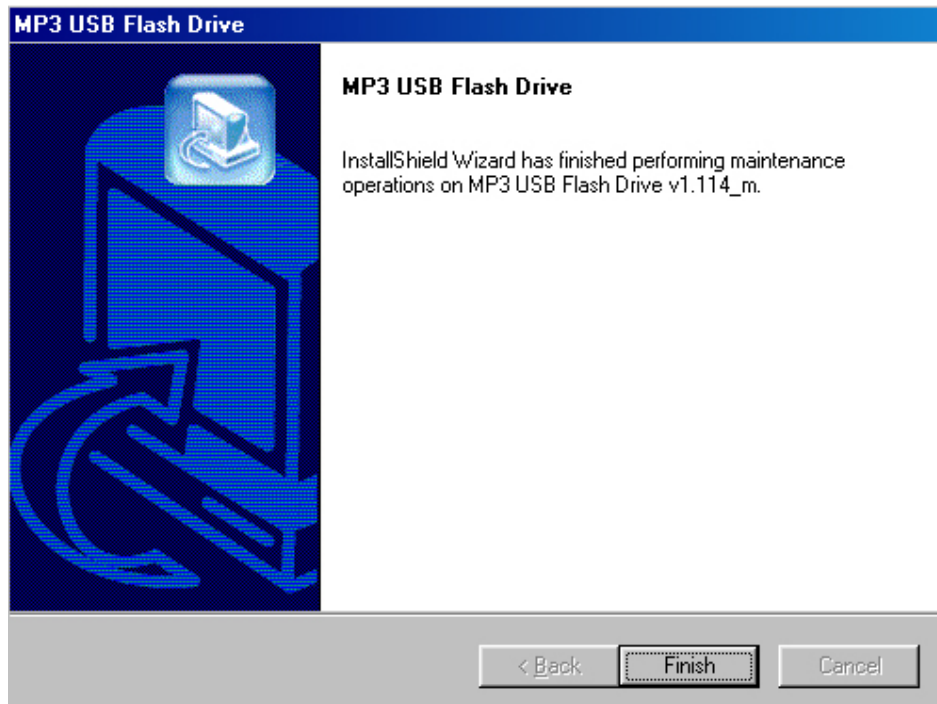 MP3 USB Flash Drive
MP3 USB Flash Drive
InstallShield Wizard has finished performing maintenance
operations on MP3 USB Flash Drive v1.114_m.
< Back
Finish
Cancel